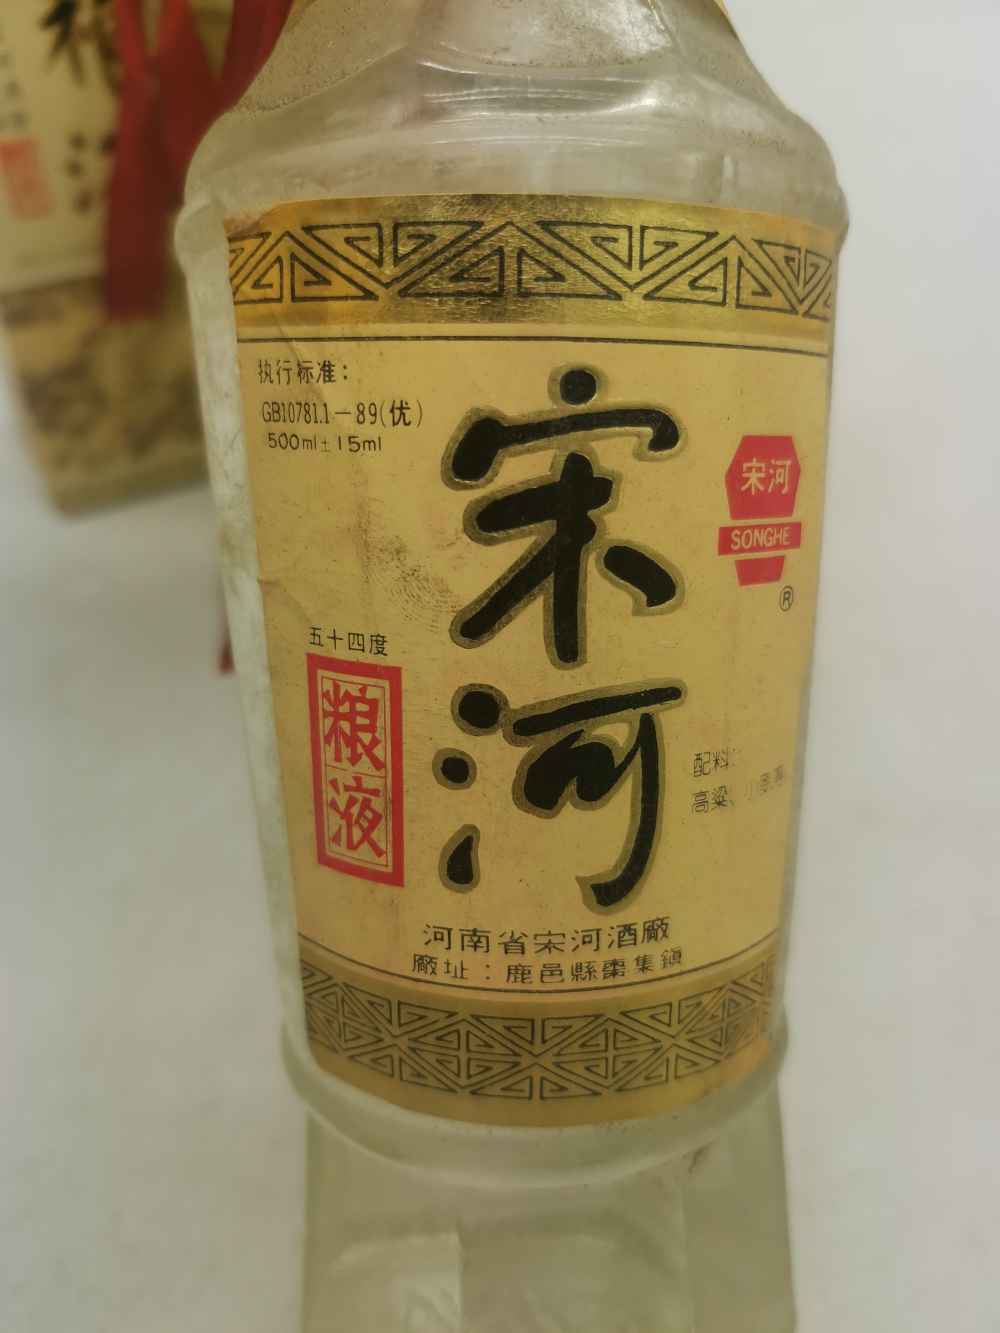 执行标准：
GB10781.1－89(优)
500ml±15ml
宋河
宋河
SONGHE
®
五十四度
粮液
配料：
高粱、小麦
河南省宋河酒廠
廠址：鹿邑縣棗集鎮